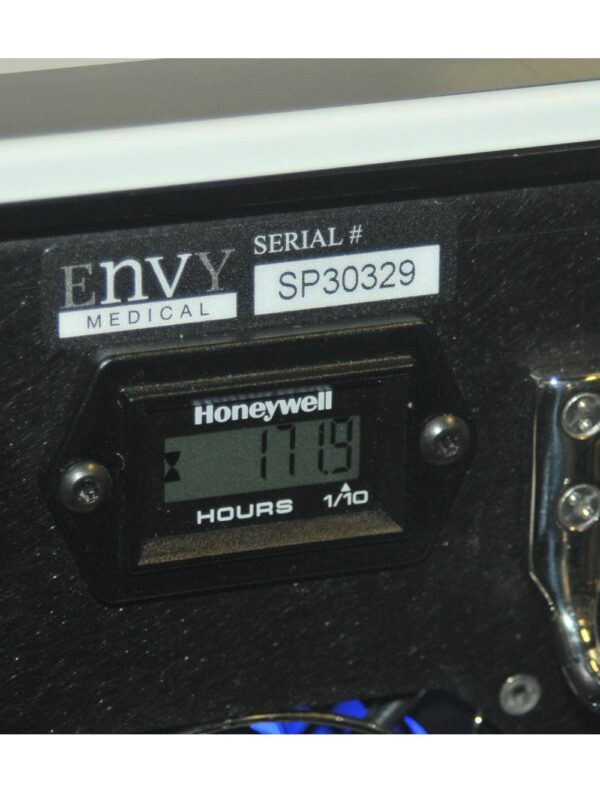 ENVY
MEDICAL
SERIAL #
SP30329
Honeywell
171.9
HOURS 1/10